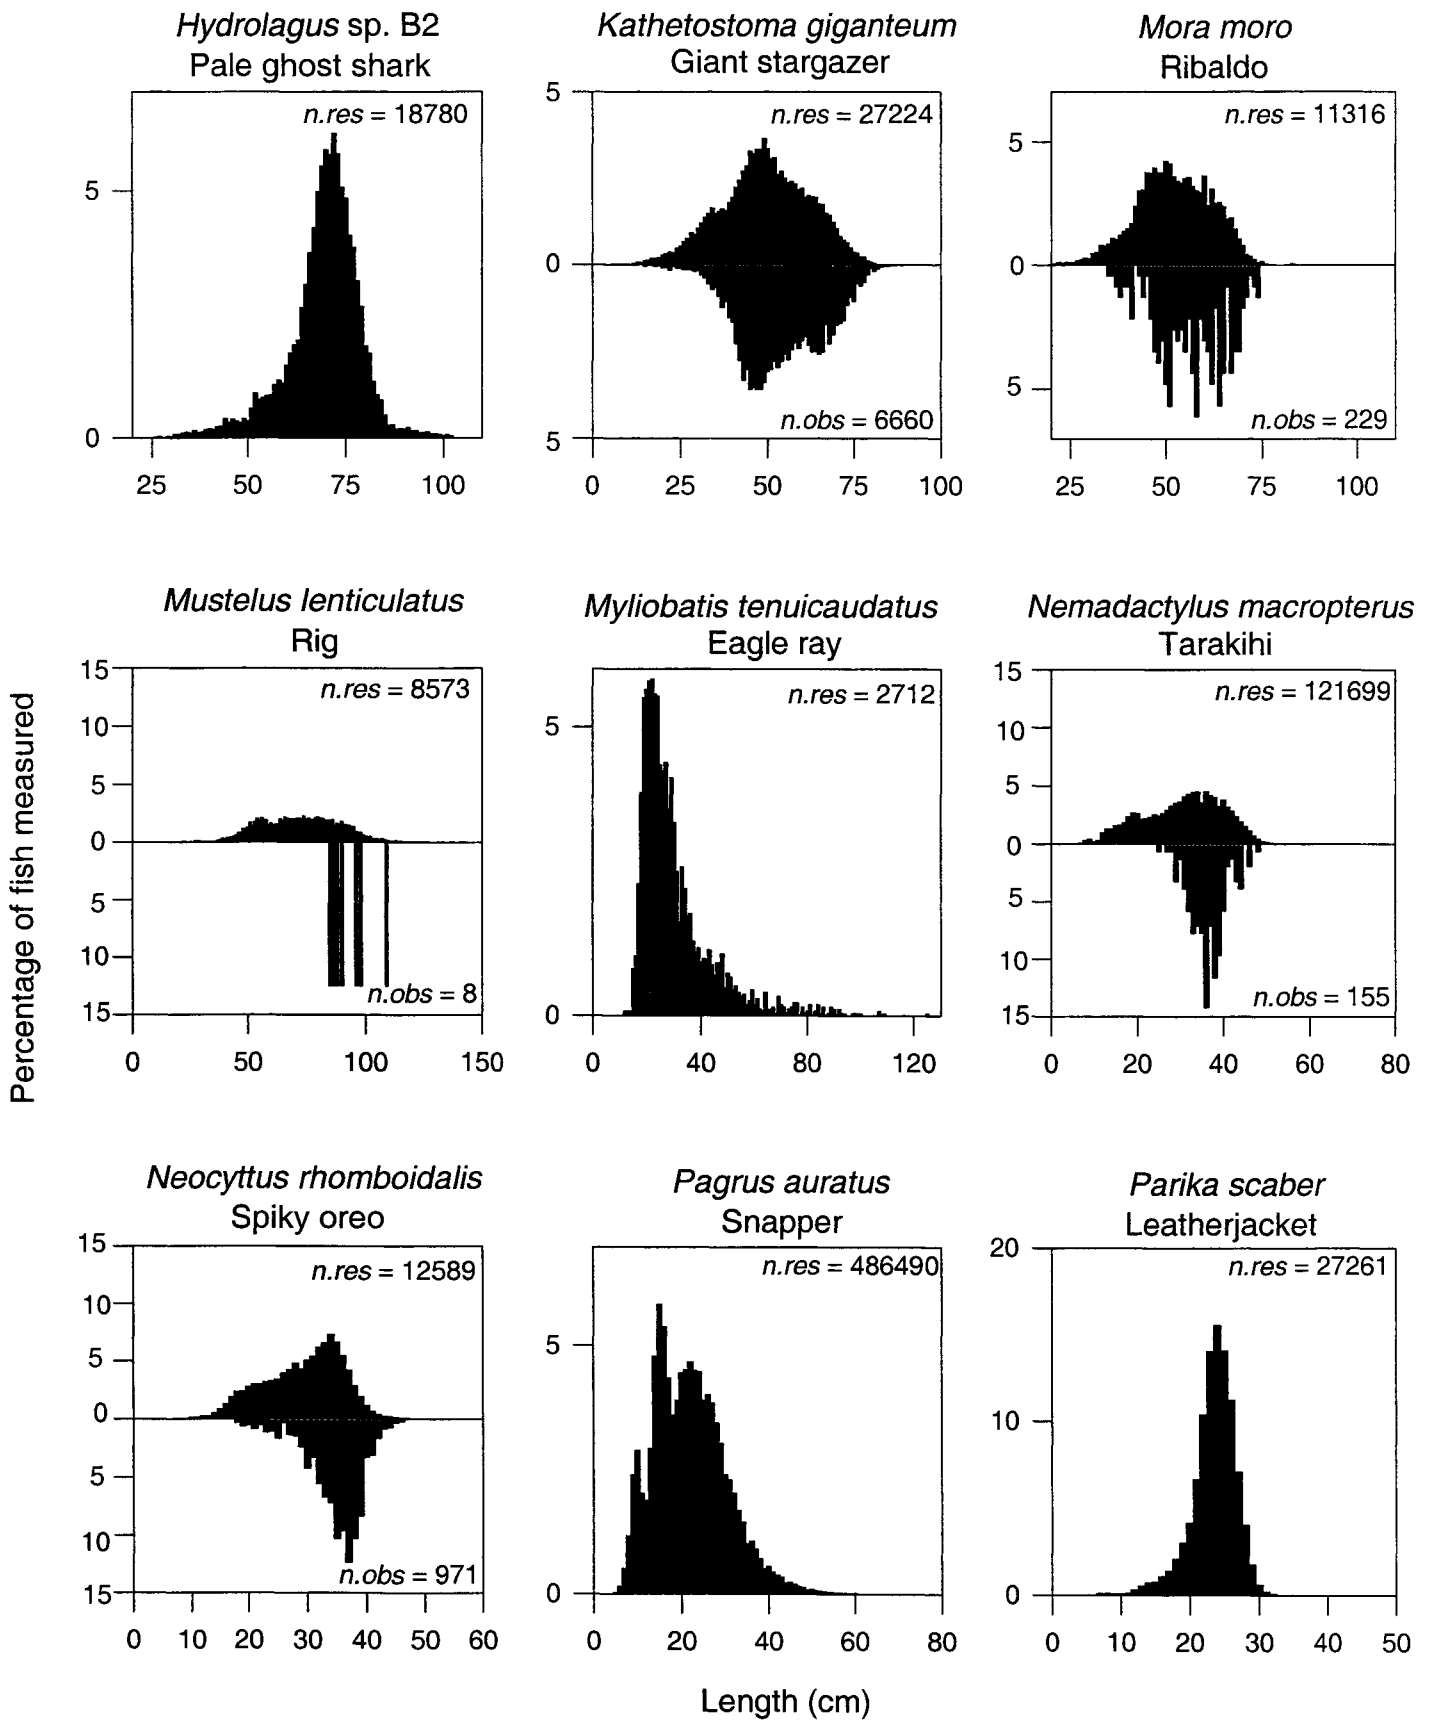 Hydrolagus sp. B2
Pale ghost shark
n.res = 18780
5
0
25 50 75 100
Kathetostoma giganteum
Giant stargazer
n.res = 27224
5
0
5
n.obs = 6660
0 25 50 75 100
Mora moro
Ribaldo
n.res = 11316
5
0
5
n.obs = 229
25 50 75 100
Percentage of fish measured
Mustelus lenticulatus
Rig
n.res = 8573
15
10
5
0
5
10
15
n.obs = 8
0 50 100 150
Myliobatis tenuicaudatus
Eagle ray
n.res = 2712
5
0
0 40 80 120
Nemadactylus macropterus
Tarakihi
n.res = 121699
15
10
5
0
5
10
15
n.obs = 155
0 20 40 60 80
Neocyttus rhomboidalis
Spiky oreo
n.res = 12589
15
10
5
0
5
10
15
n.obs = 971
0 10 20 30 40 50 60
Pagrus auratus
Snapper
n.res = 486490
5
0
0 20 40 60 80
Parika scaber
Leatherjacket
n.res = 27261
20
10
0
0 10 20 30 40 50
Length (cm)